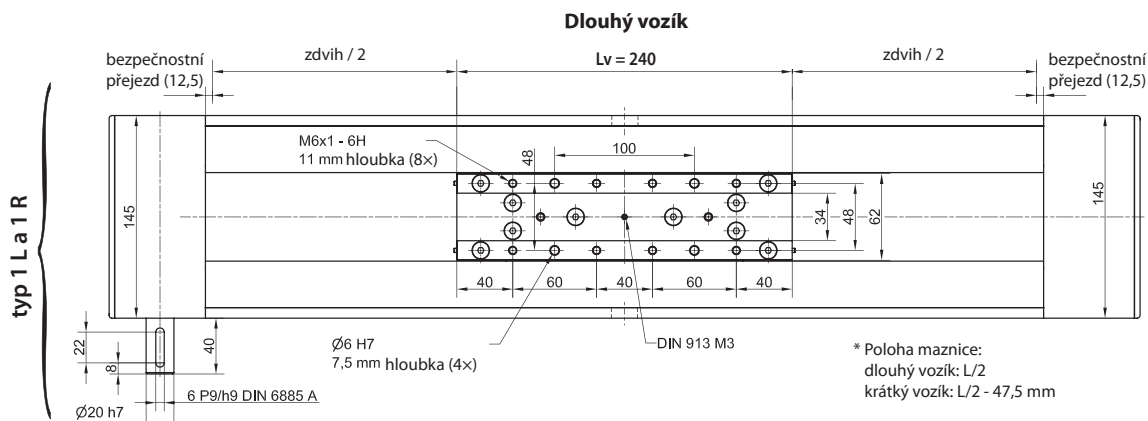 Dlouhý vozík
bezpečnostní
přejezd (12,5)
zdvih / 2
Lv = 240
zdvih / 2
bezpečnostní
přejezd (12,5)
typ 1 L a 1 R
M6x1 - 6H
11 mm hloubka (8×)
48
100
145
34
48
62
145
40
60
40
60
40
22
8
40
Ø6 H7
7,5 mm hloubka (4×)
DIN 913 M3
* Poloha maznice:
dlouhý vozík: L/2
krátký vozík: L/2 - 47,5 mm
6 P9/h9 DIN 6885 A
Ø20 h7